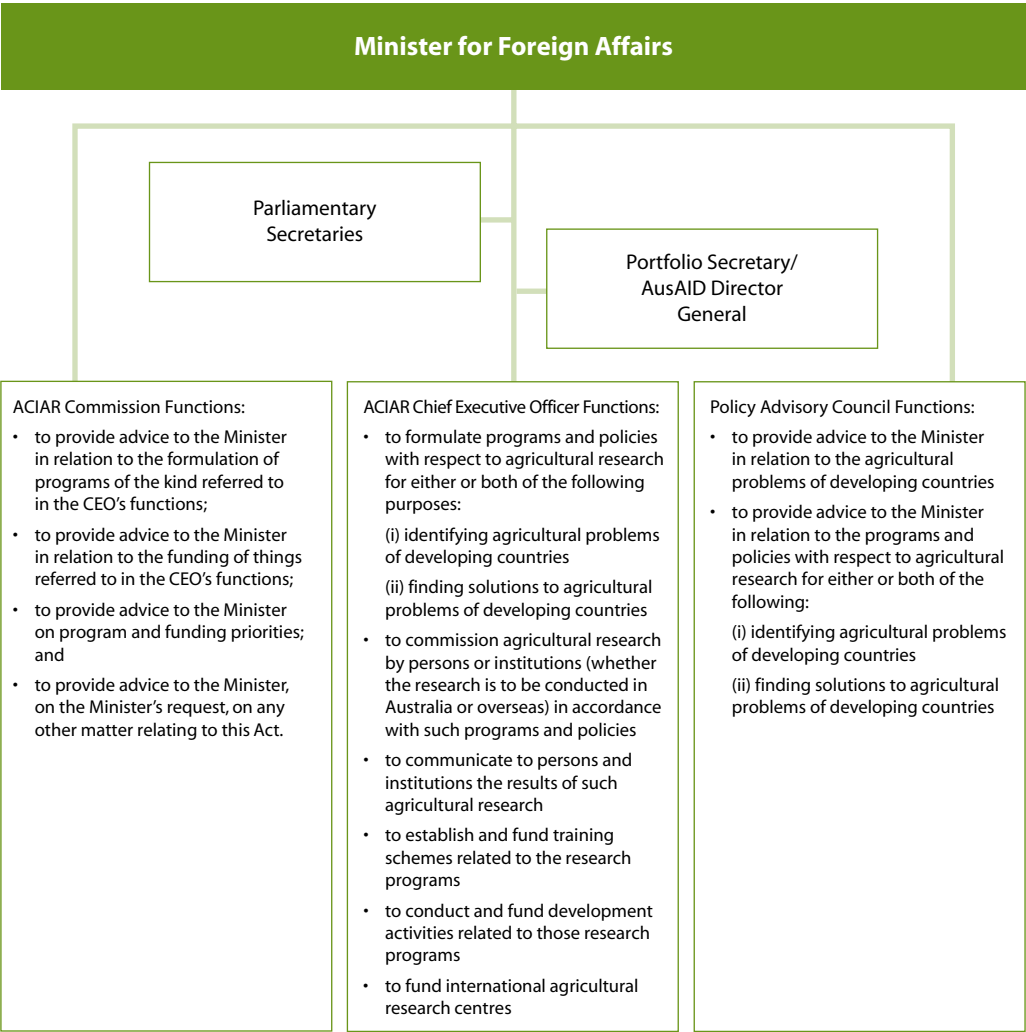 Minister for Foreign Affairs
Parliamentary
Secretaries
Portfolio Secretary/
AusAID Director
General
ACIAR Commission Functions:
• to provide advice to the Minister
in relation to the formulation of
programs of the kind referred to
in the CEO’s functions;
• to provide advice to the Minister
in relation to the funding of things
referred to in the CEO’s functions;
• to provide advice to the Minister
on program and funding priorities;
and
• to provide advice to the Minister,
on the Minister’s request, on any
other matter relating to this Act.
ACIAR Chief Executive Officer Functions:
• to formulate programs and policies
with respect to agricultural research
for either or both of the following
purposes:
(i) identifying agricultural problems
of developing countries
(ii) finding solutions to agricultural
problems of developing countries
• to commission agricultural research
by persons or institutions (whether
the research is to be conducted in
Australia or overseas) in accordance
with such programs and policies
• to communicate to persons and
institutions the results of such
agricultural research
• to establish and fund training
schemes related to the research
programs
• to conduct and fund development
activities related to those research
programs
• to fund international agricultural
research centres
Policy Advisory Council Functions:
• to provide advice to the Minister
in relation to the agricultural
problems of developing countries
• to provide advice to the Minister
in relation to the programs and
policies with respect to agricultural
research for either or both of the
following:
(i) identifying agricultural problems
of developing countries
(ii) finding solutions to agricultural
problems of developing countries